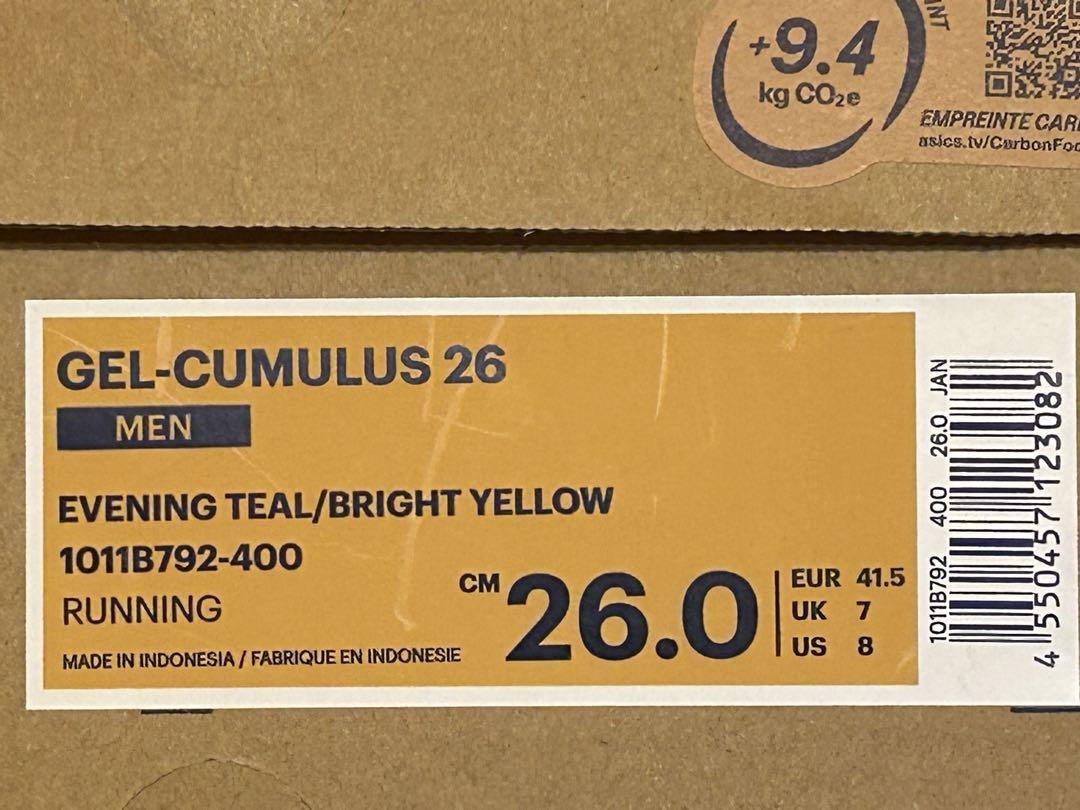 +9.4
kg CO₂e
EMPREINTE
asics.tv/
GEL-CUMULUS 26
MEN
EVENING TEAL/BRIGHT YELLOW
1011B792-400
RUNNING
MADE IN INDONESIA / FABRIQUE EN INDONESIE
CM 26.0
EUR 41.5
UK 7
US 8
1011B792 400 26.0 JAN
4 550457 123082